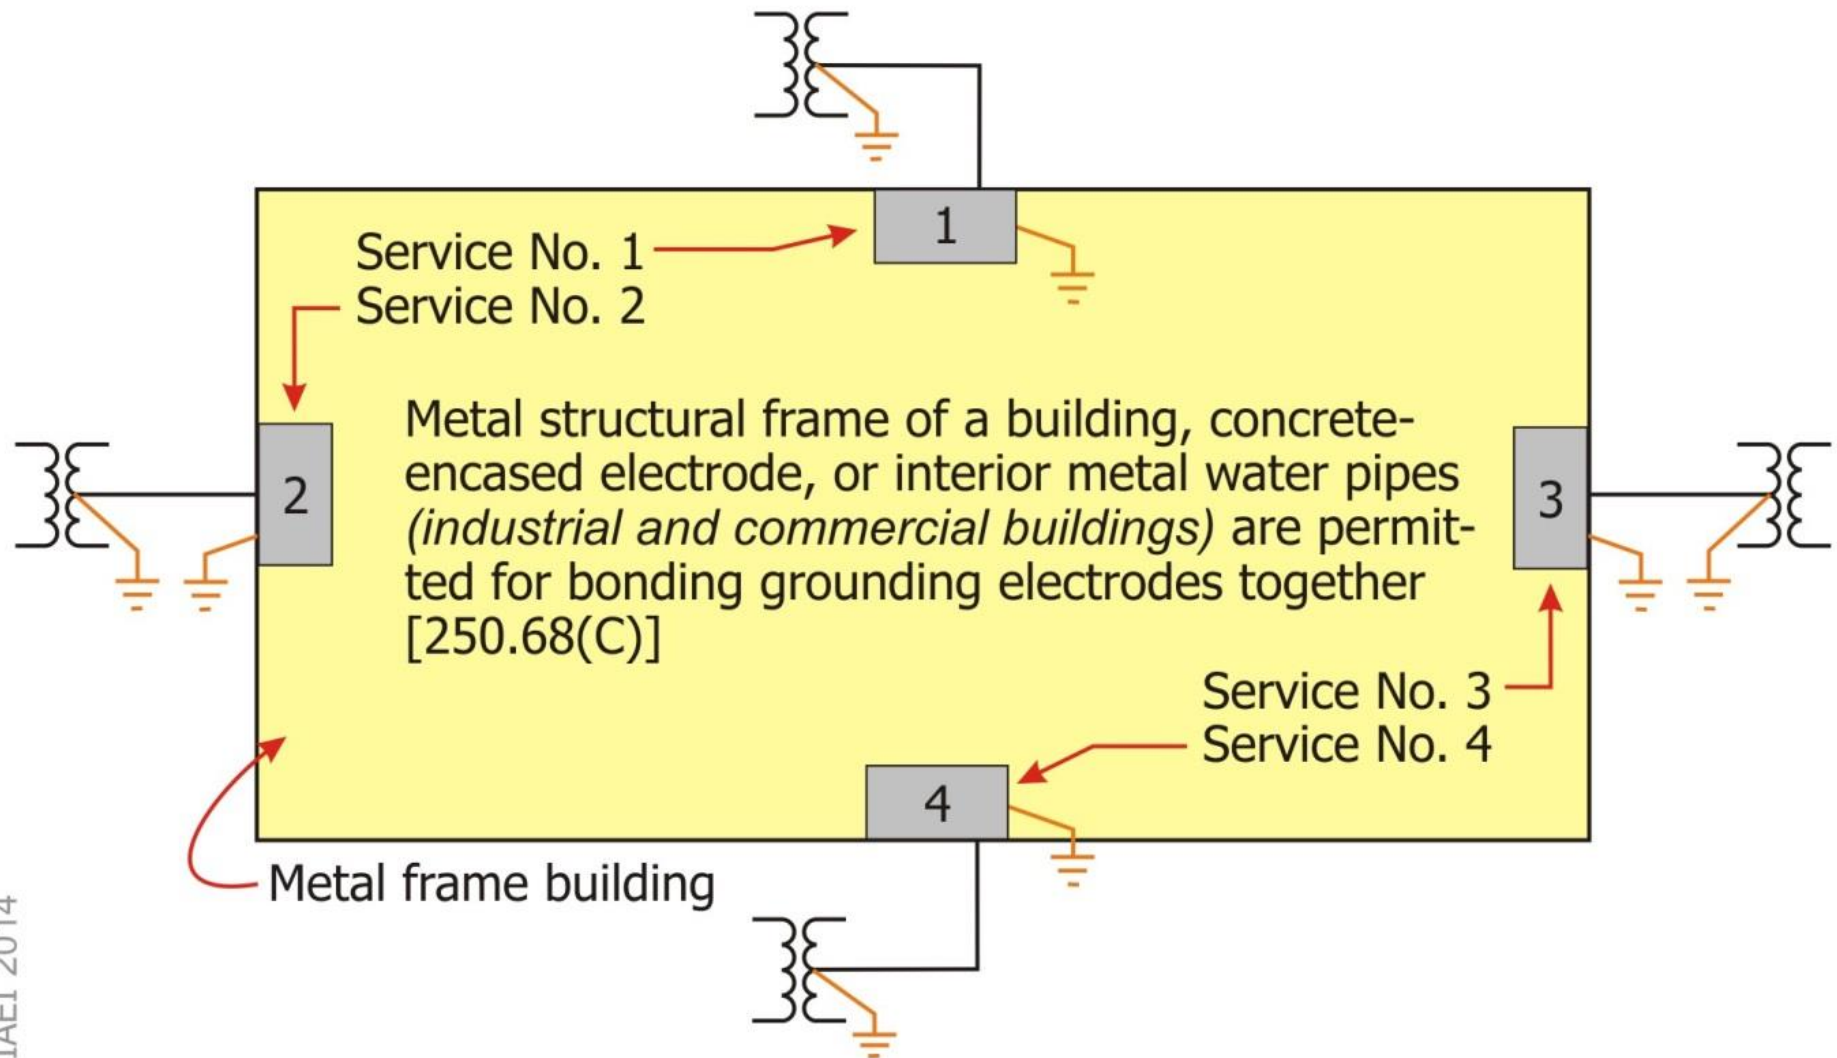 1
Service No. 1
Service No. 2
Metal structural frame of a building, concrete-
encased electrode, or interior metal water pipes
2
3
(industrial and commercial buildings) are permit-
ted for bonding grounding electrodes together
[250.68(C)]
Service No. 3
Service No. 4
4
Metal frame building
IAEI 2014